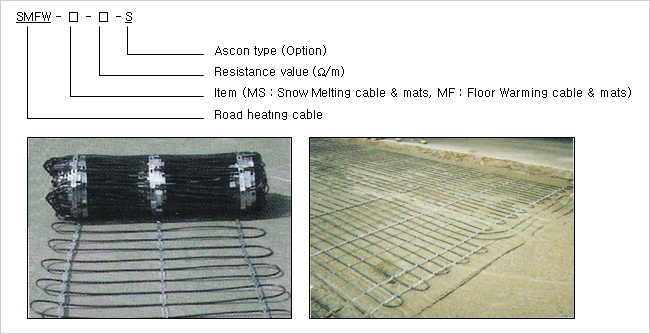 SMFW - □ - □ - S
Ascon type (Option)
Resistance value (Ω/m)
Item (MS : Snow Melting cable & mats, MF : Floor Warming cable & mats)
Road heating cable